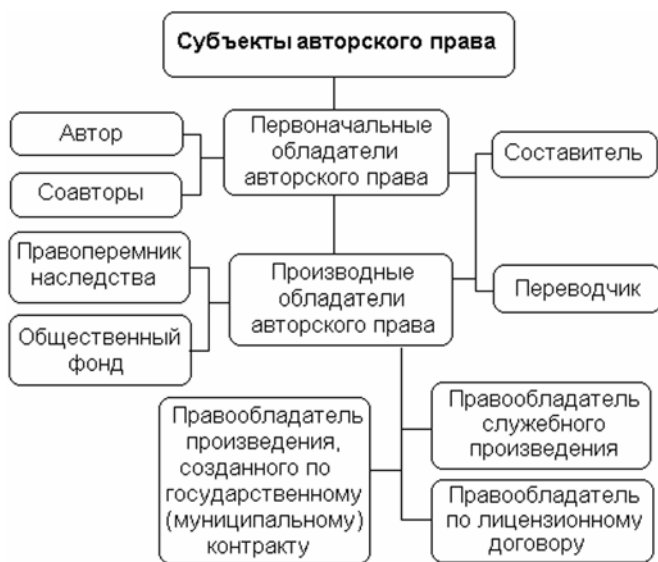 Субъекты авторского права
Автор
Соавторы
Первоначальные
обладатели
авторского права
Составитель
Правоперемник
наследства
Общественный
фонд
Производные
обладатели
авторского права
Переводчик
Правообладатель
произведения,
созданного по
государственному
(муниципальному)
контракту
Правообладатель
служебного
произведения
Правообладатель
по лицензионному
договору